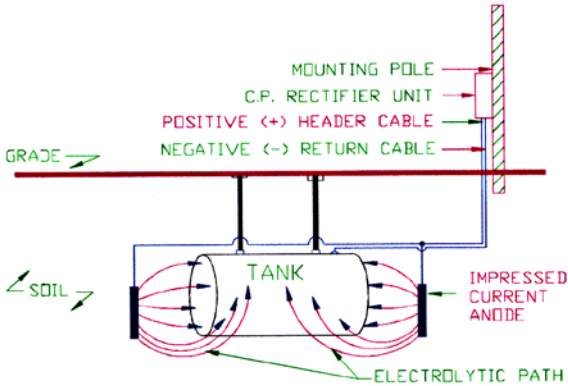 MOUNTING POLE
C.P. RECTIFIER UNIT
POSITIVE (+) HEADER CABLE
GRADE
NEGATIVE (-) RETURN CABLE
TANK
SOIL
IMPRESSED
CURRENT
ANODE
ELECTROLYTIC PATH